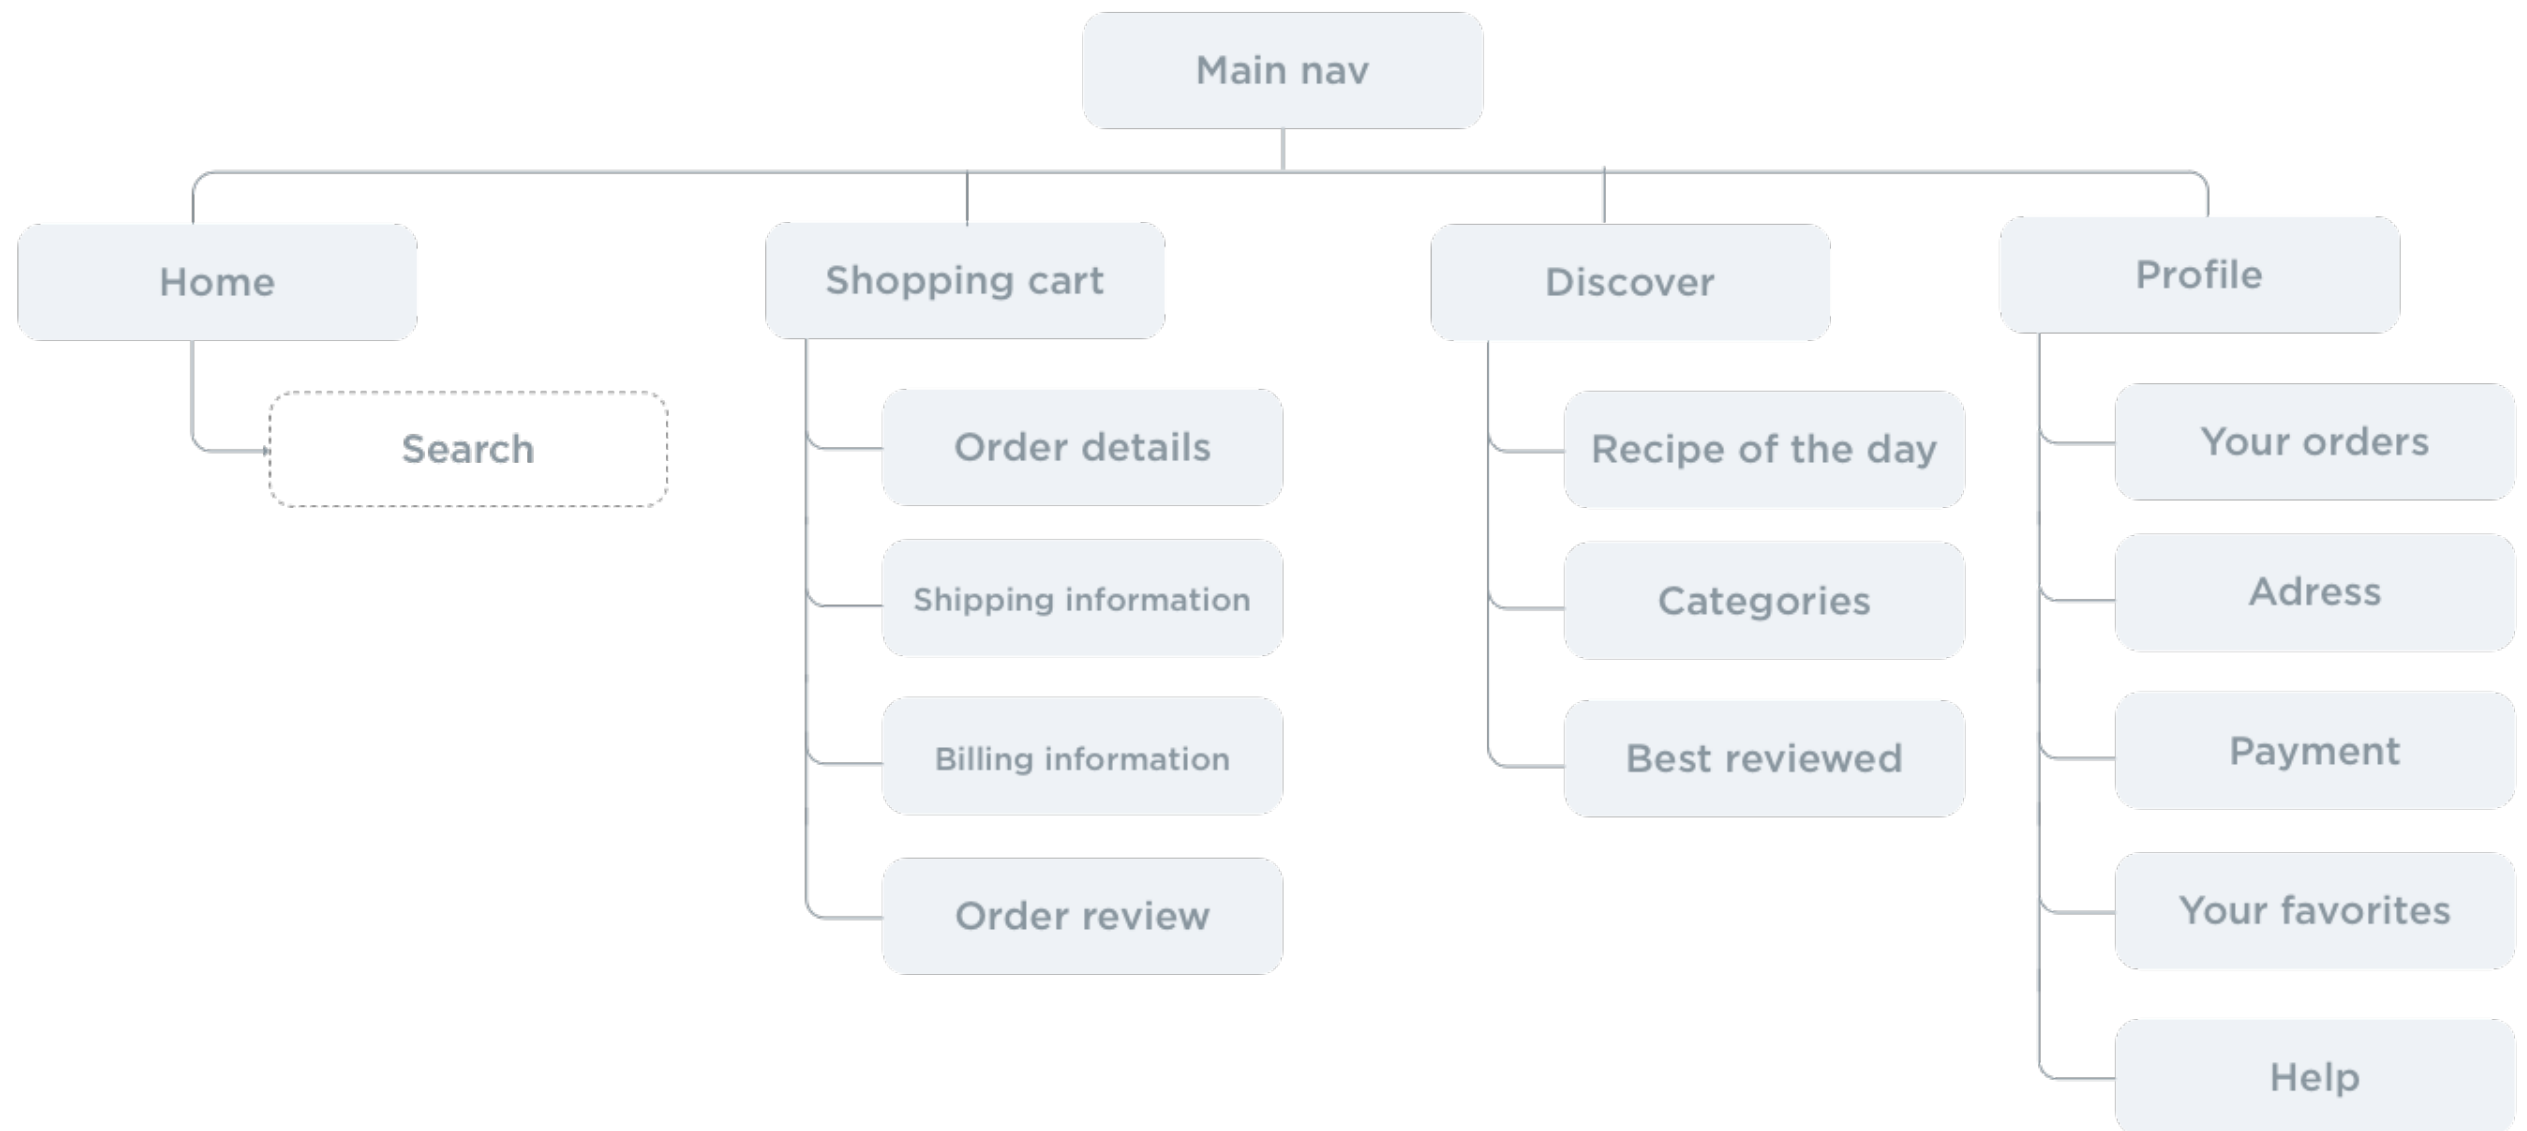 Main nav
Home
Search
Shopping cart
Order details
Shipping information
Billing information
Order review
Discover
Recipe of the day
Categories
Best reviewed
Profile
Your orders
Adress
Payment
Your favorites
Help